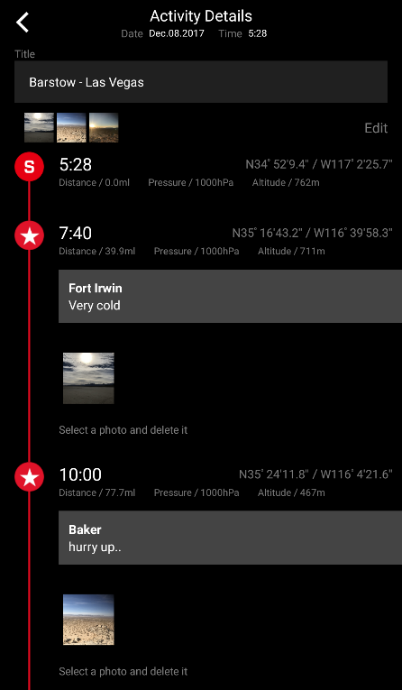 Activity Details
Date Dec.08.2017 Time 5:28
Title
Barstow - Las Vegas
Edit
S 5:28 N34° 52'9.4" / W117° 2'25.7"
Distance / 0.0ml Pressure / 1000hPa Altitude / 762m
7:40 N35° 16'43.2" / W116° 39'58.3"
Distance / 39.9ml Pressure / 1000hPa Altitude / 711m
Fort Irwin
Very cold
Select a photo and delete it
10:00 N35° 24'11.8" / W116° 4'21.6"
Distance / 77.7ml Pressure / 1000hPa Altitude / 467m
Baker
hurry up..
Select a photo and delete it